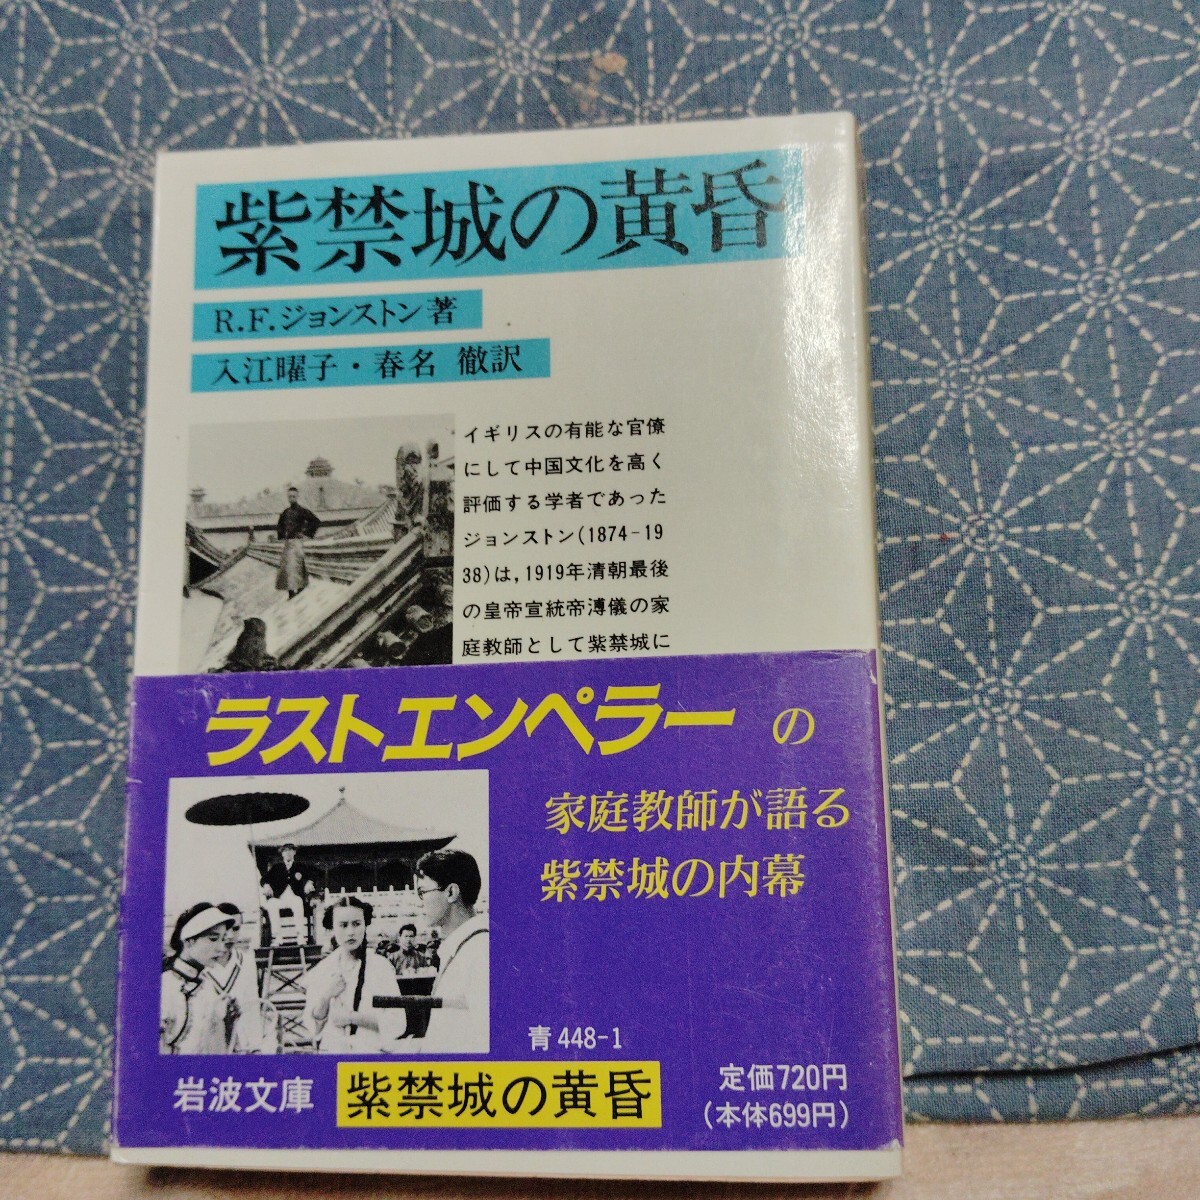 紫禁城の黄昏
R.F.ジョンストン著
入江曜子・春名 徹訳
イギリスの有能な官僚
にして中国文化を高く
評価する学者であった
ジョンストン(1874-19
38)は,1919年清朝最後
の皇帝宣統帝溥儀の家
庭教師として紫禁城に
ラストエンペラーの
家庭教師が語る
紫禁城の内幕
青448-1
岩波文庫
紫禁城の黄昏
定価720円
(本体699円)